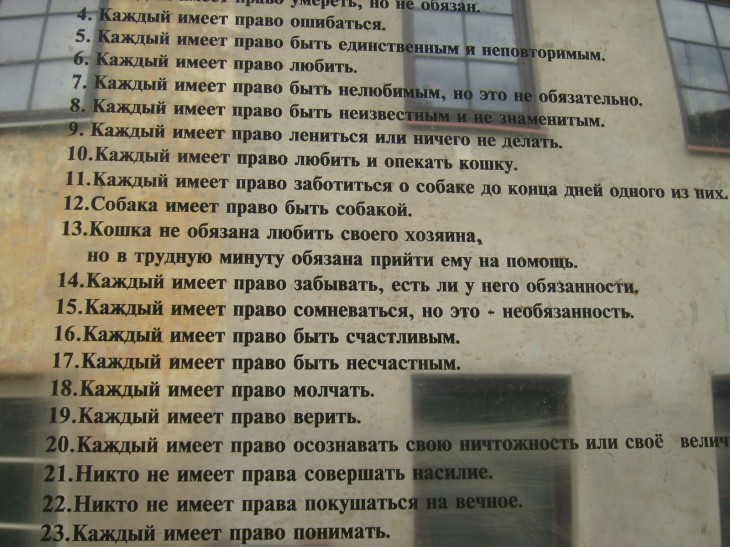 право умереть, но не обязан.
4. Каждый имеет право ошибаться.
5. Каждый имеет право быть единственным и неповторимым.
6. Каждый имеет право любить.
7. Каждый имеет право быть нелюбимым, но это не обязательно.
8. Каждый имеет право быть неизвестным и не знаменитым.
9. Каждый имеет право лениться или ничего не делать.
10.Каждый имеет право любить и опекать кошку.
11.Каждый имеет право заботиться о собаке до конца дней одного из них.
12.Собака имеет право быть собакой.
13.Кошка не обязана любить своего хозяина,
но в трудную минуту обязана прийти ему на помощь.
14.Каждый имеет право забывать, есть ли у него обязанности.
15.Каждый имеет право сомневаться, но это - необязанность.
16.Каждый имеет право быть счастливым.
17.Каждый имеет право быть несчастным.
18.Каждый имеет право молчать.
19.Каждый имеет право верить.
20.Каждый имеет право осознавать свою ничтожность или своё велич
21.Никто не имеет права совершать насилие.
22.Никто не имеет права покушаться на вечное.
23.Каждый имеет право понимать.